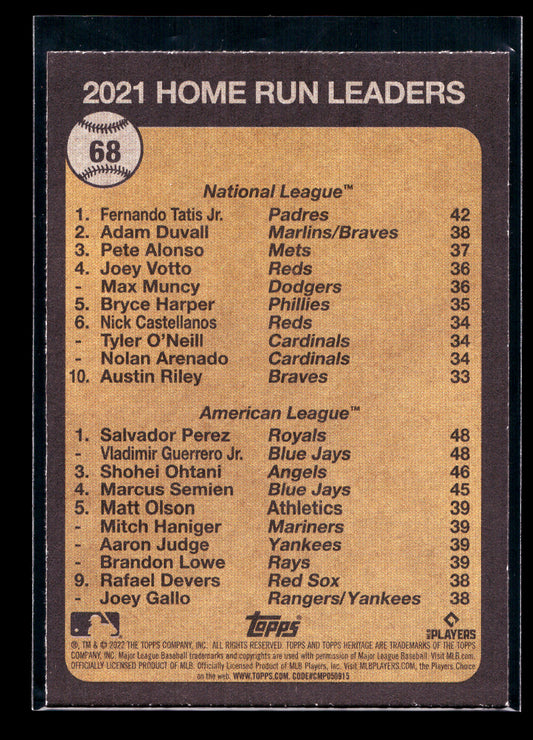 2021 HOME RUN LEADERS
68
National League™
1. Fernando Tatis Jr. Padres 42
2. Adam Duvall Marlins/Braves 38
3. Pete Alonso Mets 37
4. Joey Votto Reds 36
- Max Muncy Dodgers 36
5. Bryce Harper Phillies 35
6. Nick Castellanos Reds 34
- Tyler O'Neill Cardinals 34
- Nolan Arenado Cardinals 34
10. Austin Riley Braves 33
American League™
1. Salvador Perez Royals 48
- Vladimir Guerrero Jr. Blue Jays 48
3. Shohei Ohtani Angels 46
4. Marcus Semien Blue Jays 45
5. Matt Olson Athletics 39
- Mitch Haniger Mariners 39
- Aaron Judge Yankees 39
- Brandon Lowe Rays 39
9. Rafael Devers Red Sox 38
- Joey Gallo Rangers/Yankees 38
Topps
MLB PLAYERS
®, TM & © 2022 THE TOPPS COMPANY, INC. ALL RIGHTS RESERVED. TOPPS AND TOPPS HERITAGE ARE TRADEMARKS OF THE TOPPS
COMPANY, INC. Major League Baseball trademarks and copyrights are used with permission of Major League Baseball. Visit MLB.com.
OFFICIALLY-LICENSED PRODUCT OF MLB. Officially Licensed Product of MLB Players, Inc. Visit MLBPLAYERS.com, the Players Choice
on the web. WWW.TOPPS.COM. CODE#CMP050915